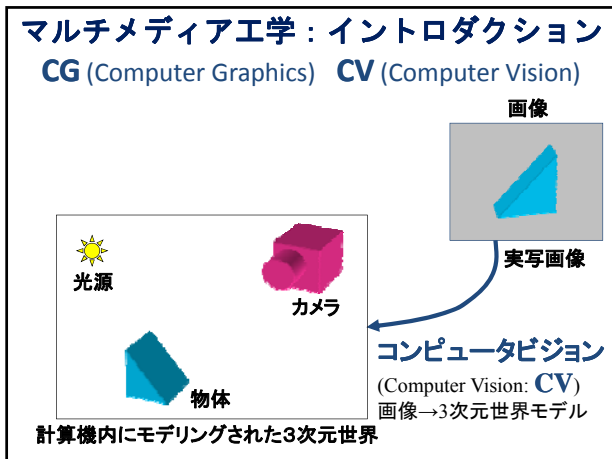 マルチメディア工学：イントロダクション
CG (Computer Graphics) CV (Computer Vision)
画像
実写画像
光源
カメラ
物体
計算機内にモデリングされた３次元世界
コンピュータビジョン
(Computer Vision: CV)
画像→3次元世界モデル